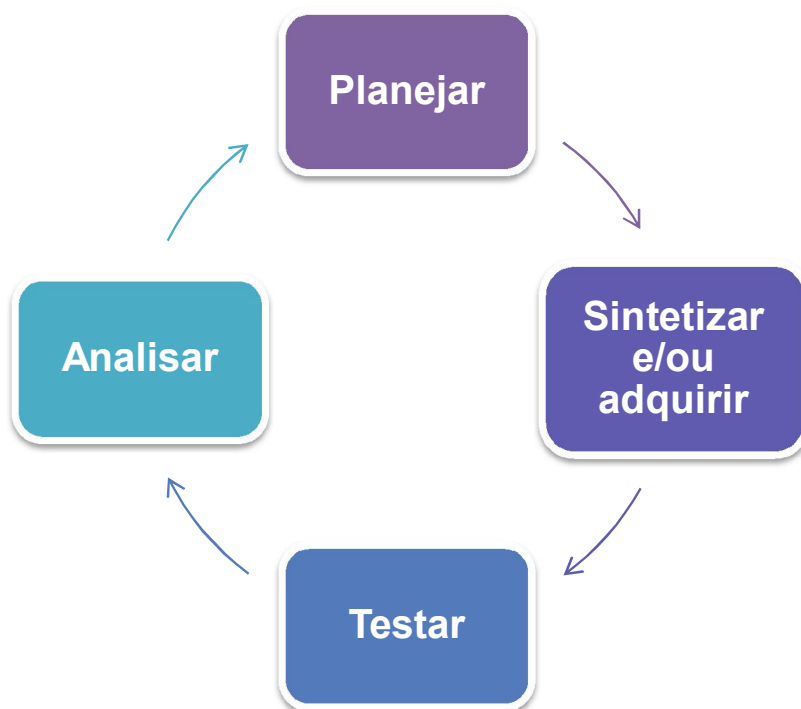 Planejar
Sintetizar
e/ou
adquirir
Testar
Analisar